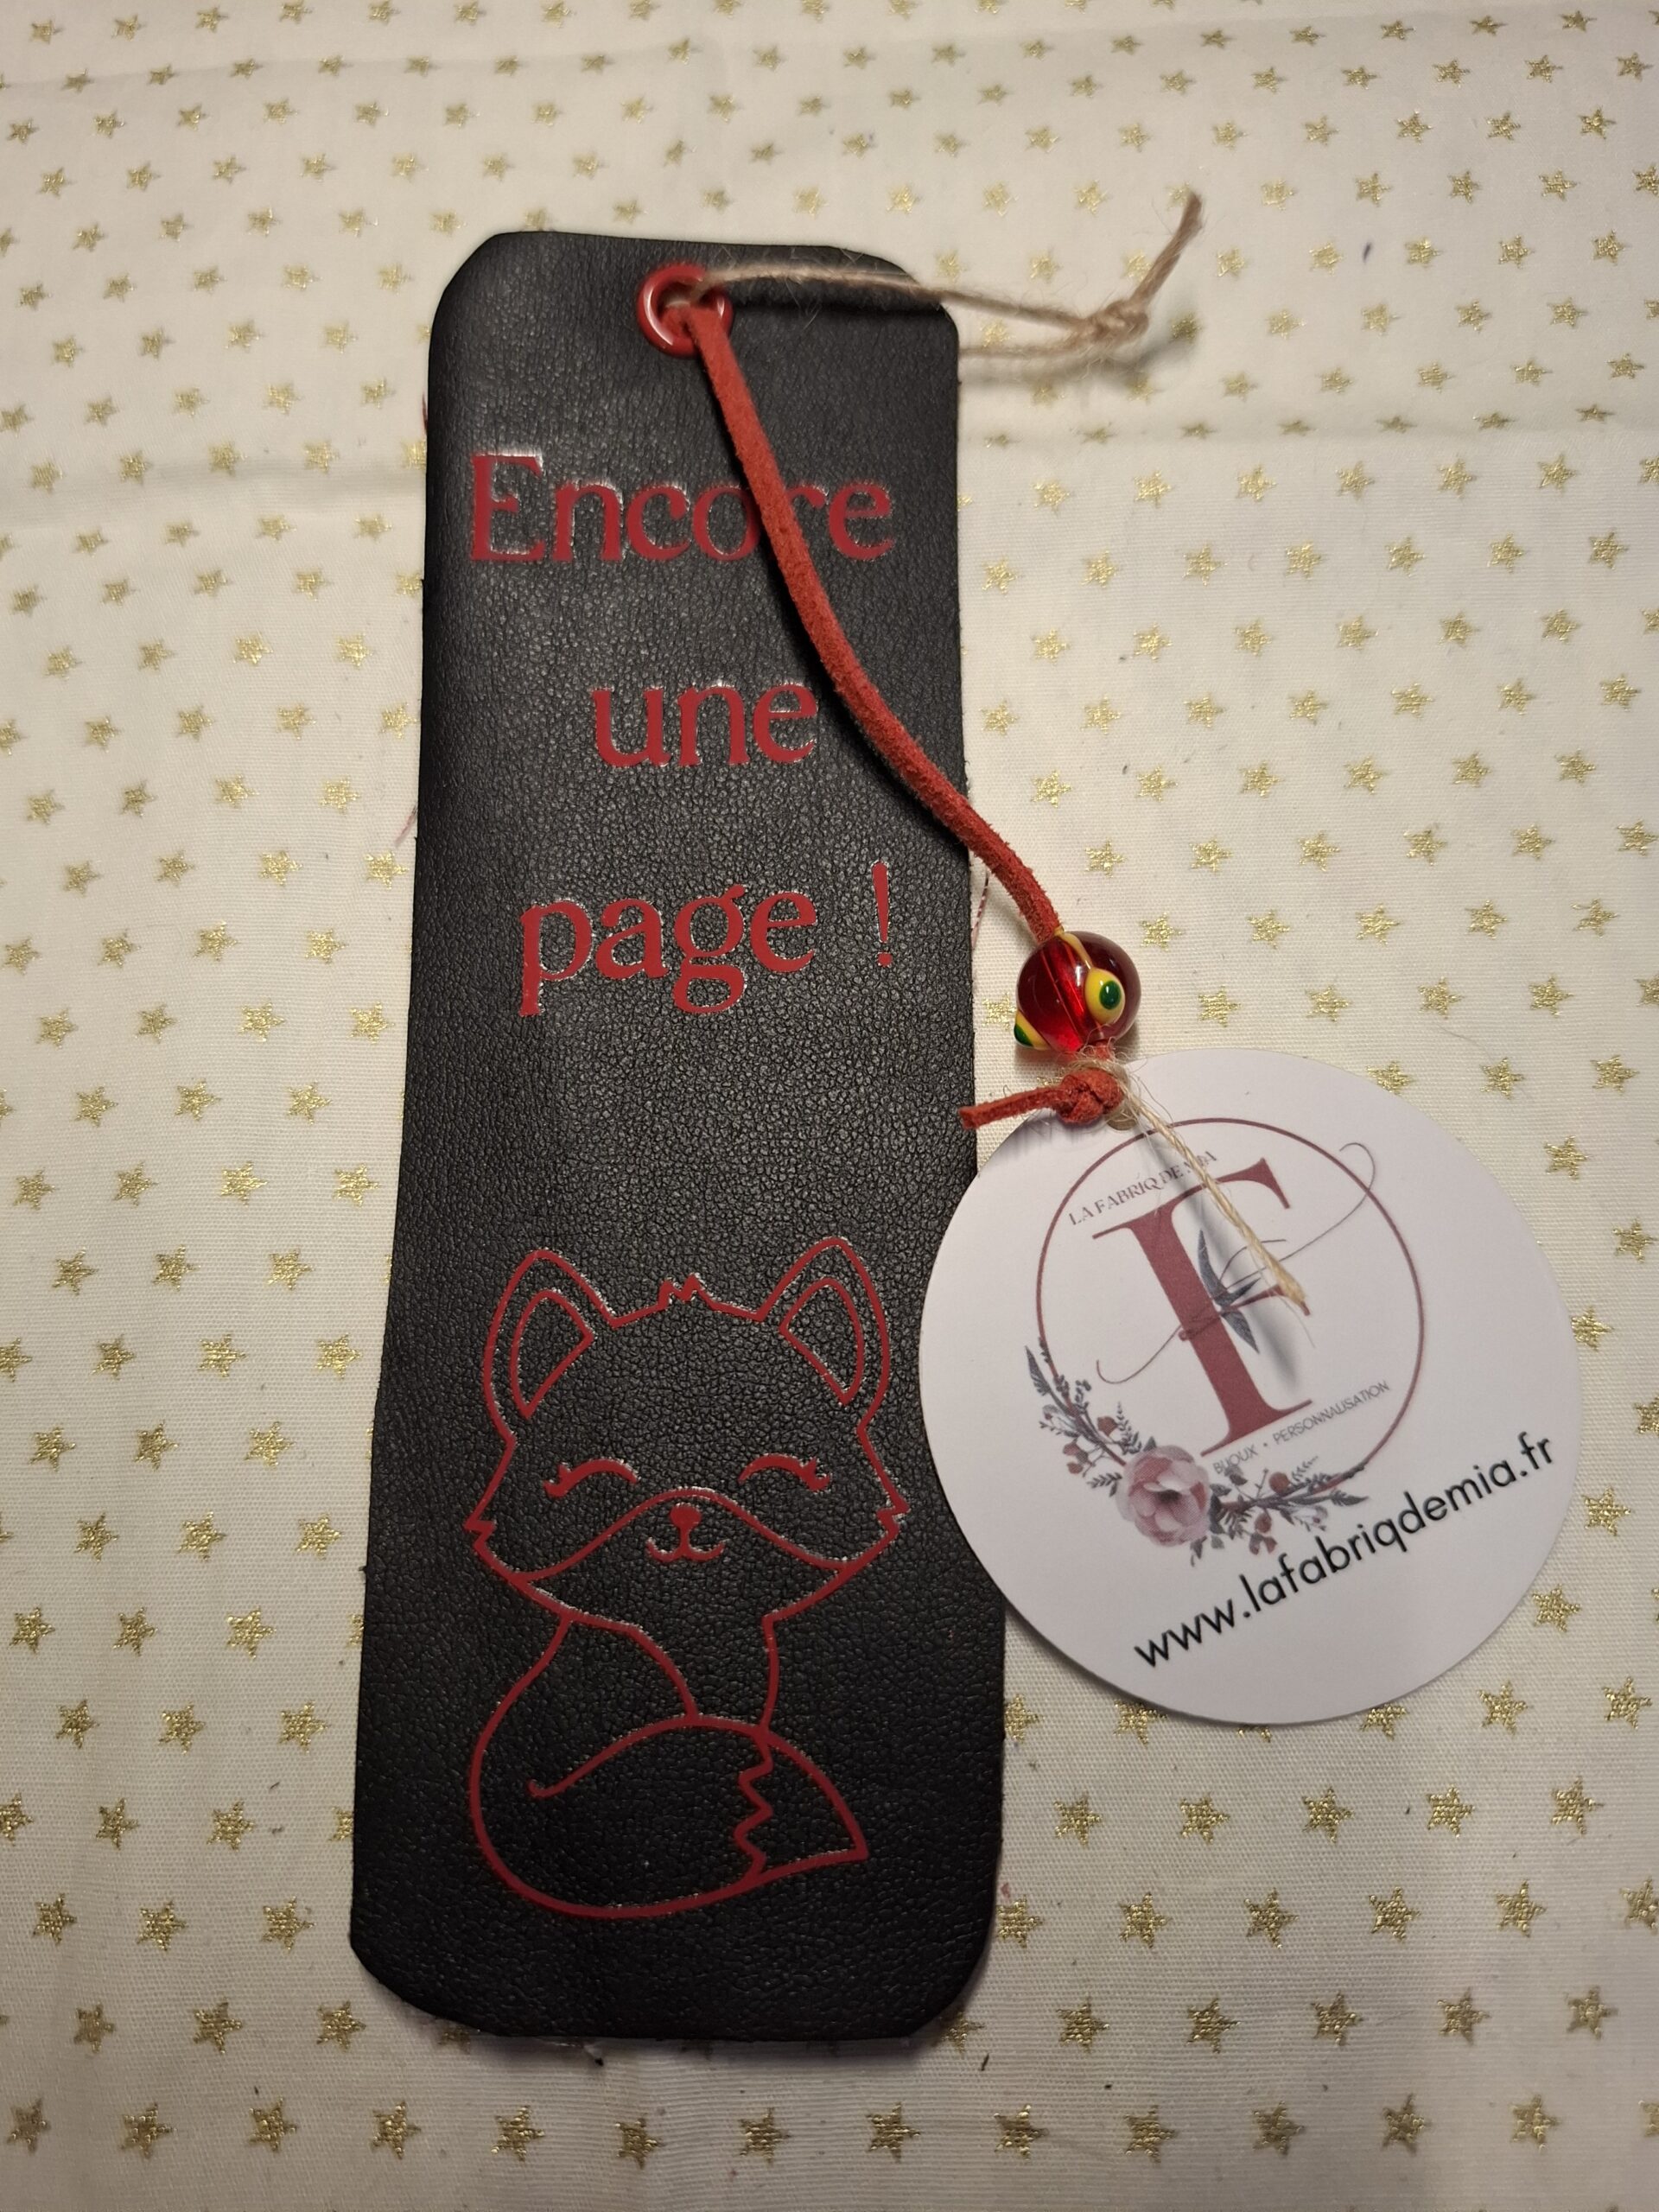 Encore
une
page !
LA FABRIQ DE MIA
F
BIJOUX • PERSONNALISATION
www.lafabriqdemia.fr